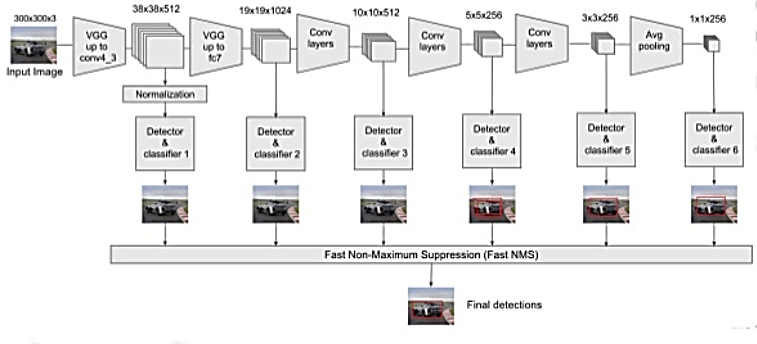 300x300x3
Input Image
VGG
up to
conv4_3
38x38x512
VGG
up to
fc7
19x19x1024
Conv
layers
10x10x512
Conv
layers
5x5x256
Conv
layers
3x3x256
Avg
pooling
1x1x256
Normalization
Detector
&
classifier 1
Detector
&
classifier 2
Detector
&
classifier 3
Detector
&
classifier 4
Detector
&
classifier 5
Detector
&
classifier 6
Fast Non-Maximum Suppression (Fast NMS)
Final detections